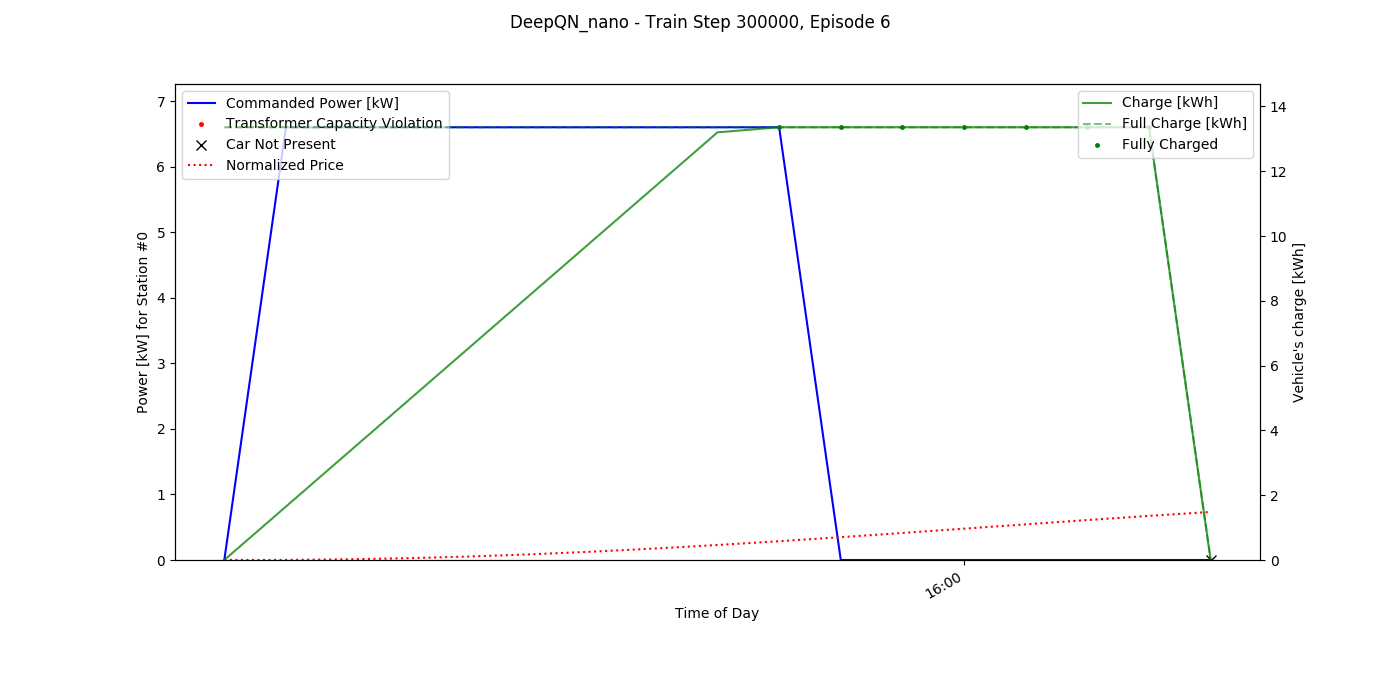 DeepQN_nano - Train Step 300000, Episode 6
Commanded Power [kW]
Transformer Capacity Violation
Car Not Present
Normalized Price
Charge [kWh]
Full Charge [kWh]
Fully Charged
7
6
5
4
3
2
1
0
Power [kW] for Station #0
14
12
10
8
6
4
2
0
Vehicle's charge [kWh]
16:00
Time of Day